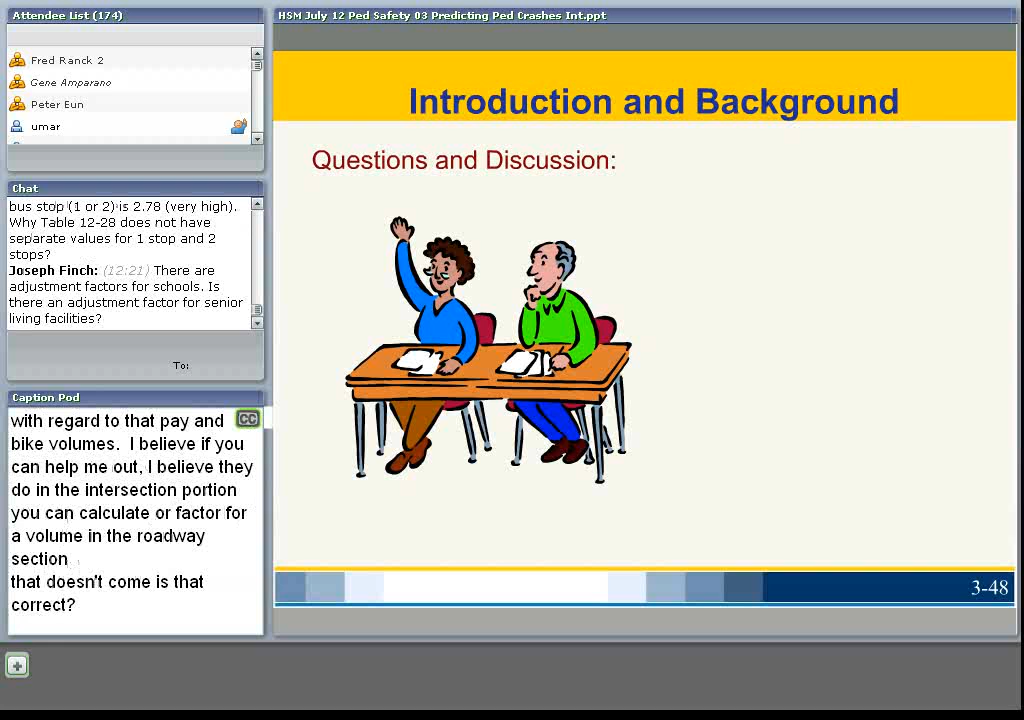 Attendee List (174)
Fred Ranck 2
Gene Amparano
Peter Eun
umar
Chat
bus stop (1 or 2) is 2.78 (very high).
Why Table 12-28 does not have
separate values for 1 stop and 2
stops?
Joseph Finch: (12:21) There are
adjustment factors for schools. Is
there an adjustment factor for senior
living facilities?
To:
Caption Pod
with regard to that pay and
CC
bike volumes. I believe if you
can help me out, I believe they
do in the intersection portion
you can calculate or factor for
a volume in the roadway
section
that doesn't come is that
correct?
HSM July 12 Ped Safety 03 Predicting Ped Crashes Int.ppt
Introduction and Background
Questions and Discussion:
3-48